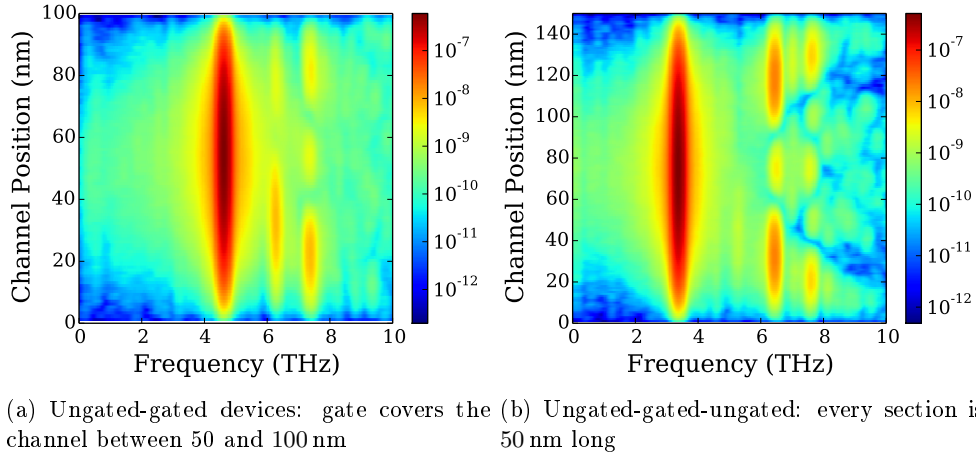 100
80
60
40
20
0
Channel Position (nm)
0 2 4 6 8 10
Frequency (THz)
10^-7
10^-8
10^-9
10^-10
10^-11
10^-12
140
120
100
80
60
40
20
0
Channel Position (nm)
0 2 4 6 8 10
Frequency (THz)
10^-7
10^-8
10^-9
10^-10
10^-11
10^-12
(a) Ungated-gated devices: gate covers the
channel between 50 and 100 nm
(b) Ungated-gated-ungated: every section is
50 nm long